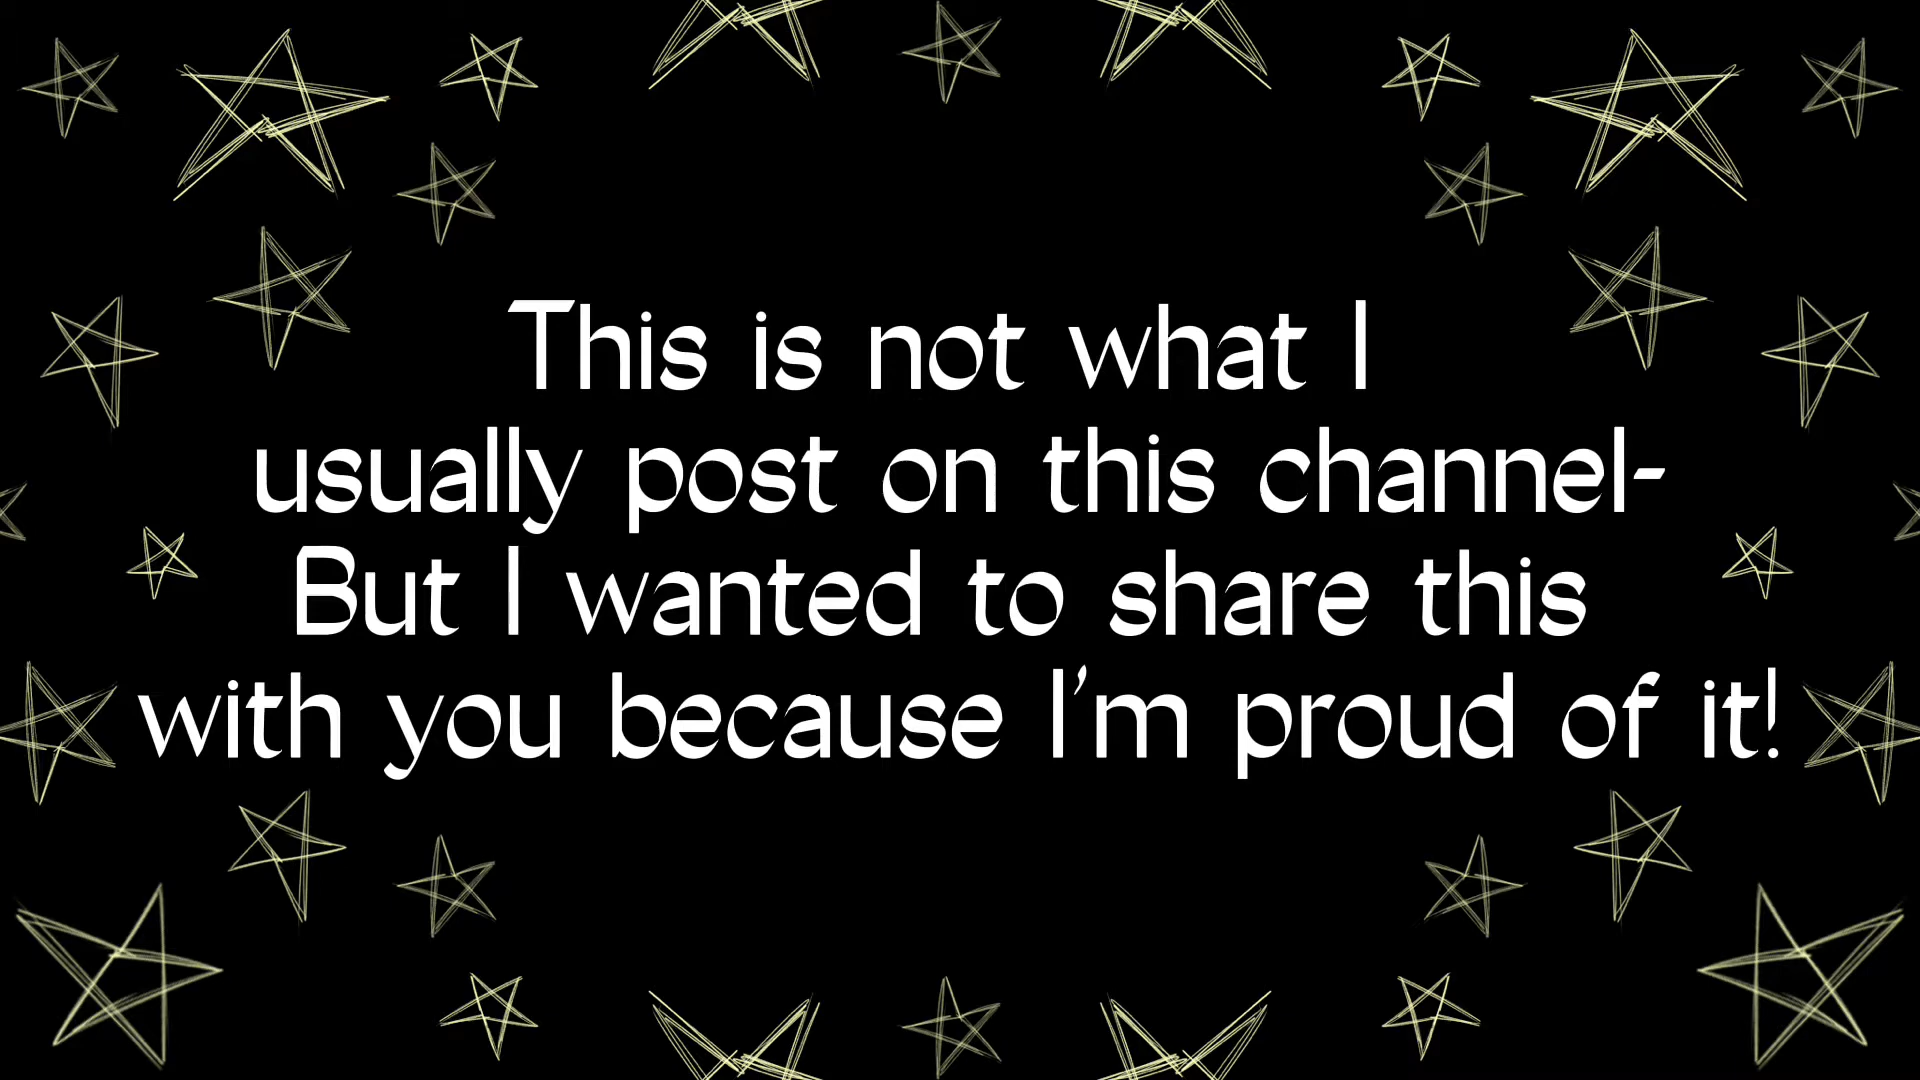 This is not what I
usually post on this channel-
But I wanted to share this
with you because I'm proud of it!